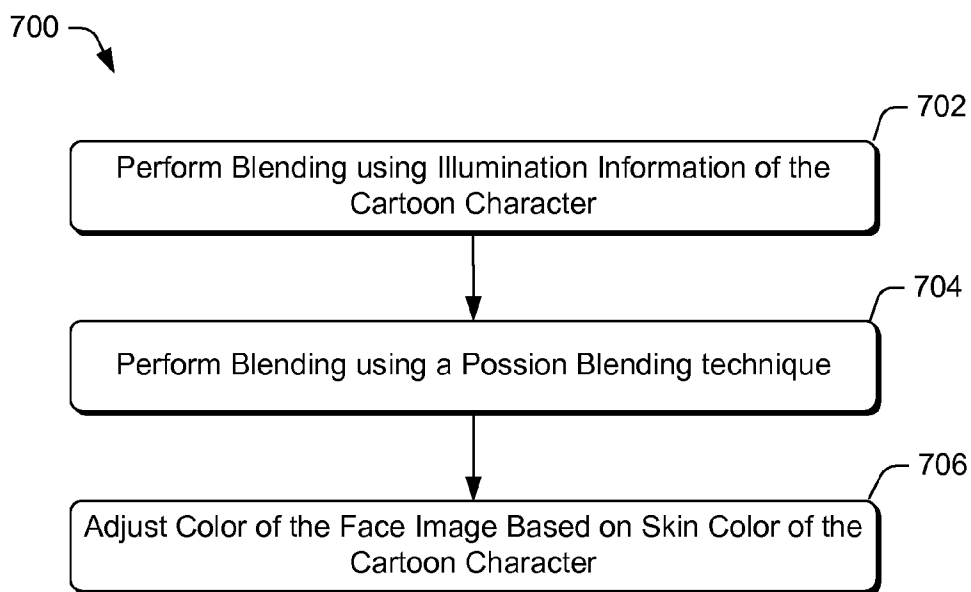 700
702
Perform Blending using Illumination Information of the
Cartoon Character
704
Perform Blending using a Possion Blending technique
706
Adjust Color of the Face Image Based on Skin Color of the
Cartoon Character